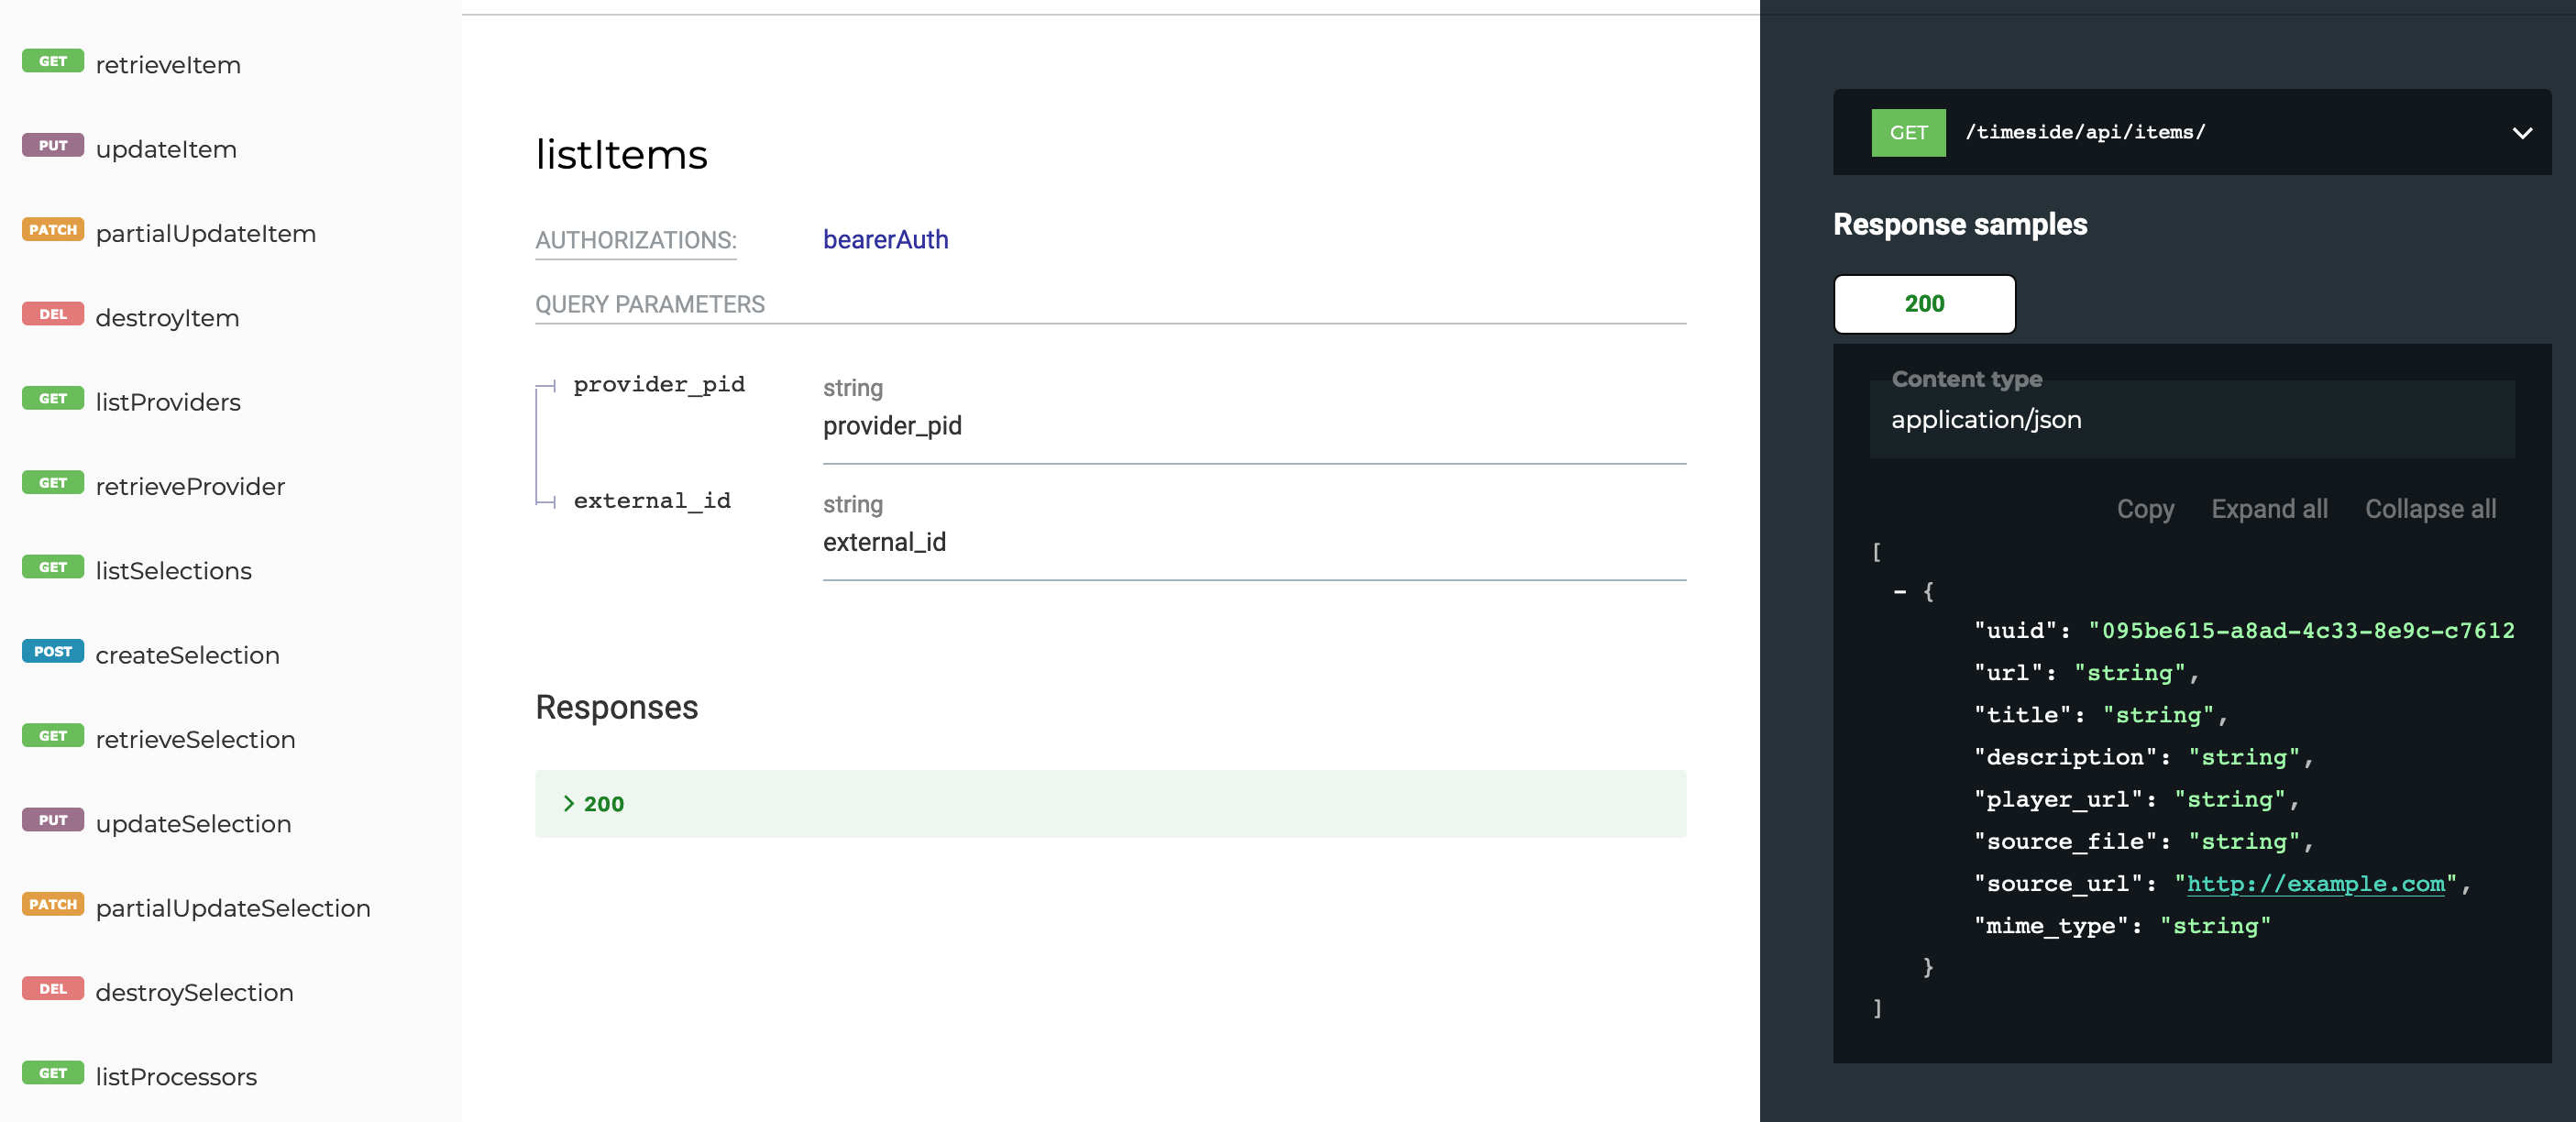 GET retrieveItem
PUT updateItem
PATCH partialUpdateItem
DEL destroyItem
GET listProviders
GET retrieveProvider
GET listSelections
POST createSelection
GET retrieveSelection
PUT updateSelection
PATCH partialUpdateSelection
DEL destroySelection
GET listProcessors
listItems
AUTHORIZATIONS: bearerAuth
QUERY PARAMETERS
provider_pid string
provider_pid
external_id string
external_id
Responses
> 200
GET /timeside/api/items/
Response samples
200
Content type
application/json
Copy Expand all Collapse all
[
- {
"uuid": "095be615-a8ad-4c33-8e9c-c7612
"url": "string",
"title": "string",
"description": "string",
"player_url": "string",
"source_file": "string",
"source_url": "http://example.com",
"mime_type": "string"
}
]